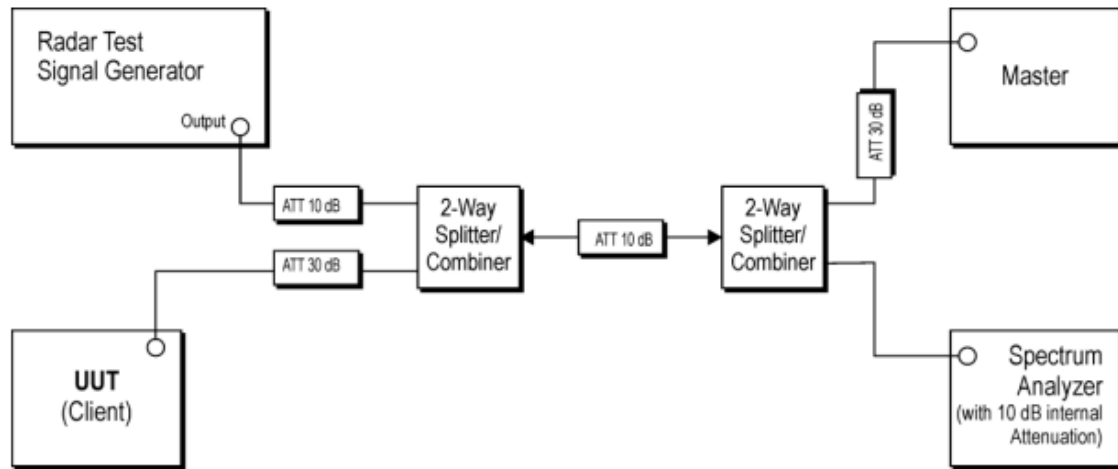 Radar Test
Signal Generator
Output
ATT 10 dB
ATT 30 dB
UUT
(Client)
2-Way
Splitter/
Combiner
ATT 10 dB
2-Way
Splitter/
Combiner
ATT 30 dB
Master
Spectrum
Analyzer
(with 10 dB internal
Attenuation)